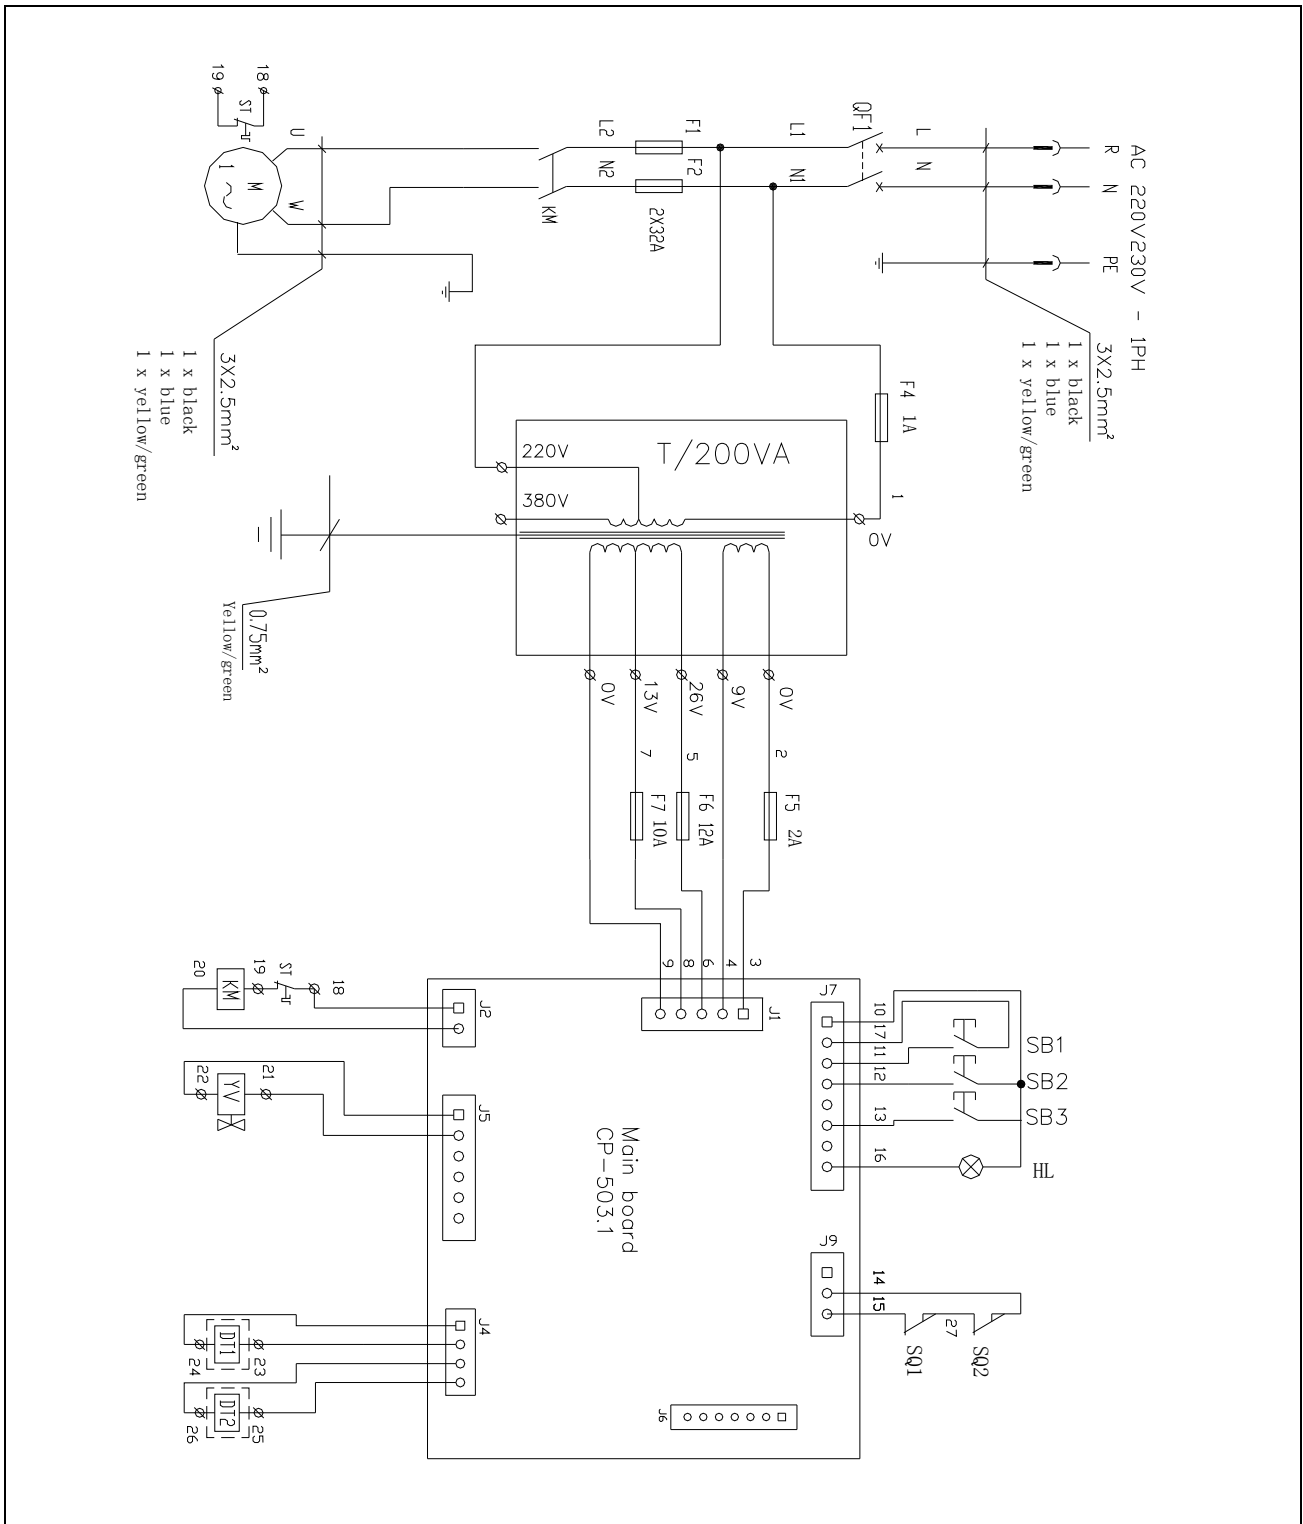 AC 220V230V - 1PH
R
N
PE
3X2.5mm²
1 x black
1 x blue
1 x yellow/green
L
N
QF1
L1
N1
F1
F2
2X32A
L2
N2
KM
U
W
M
1
ST
18
19
3X2.5mm²
1 x black
1 x blue
1 x yellow/green
F4 1A
1
T/200VA
220V
380V
0V
0.75mm²
Yellow/green
0V
13V
26V
9V
0V
7
5
2
F7 10A
F6 12A
F5 2A
9
8
6
4
3
J1
J7
10
17
11
12
13
16
SB1
SB2
SB3
HL
J9
14
15
27
SQ1
SQ2
J6
Main board
CP-503.1
J2
18
ST
19
KM
20
J5
21
YV
22
J4
23
DT1
24
25
DT2
26